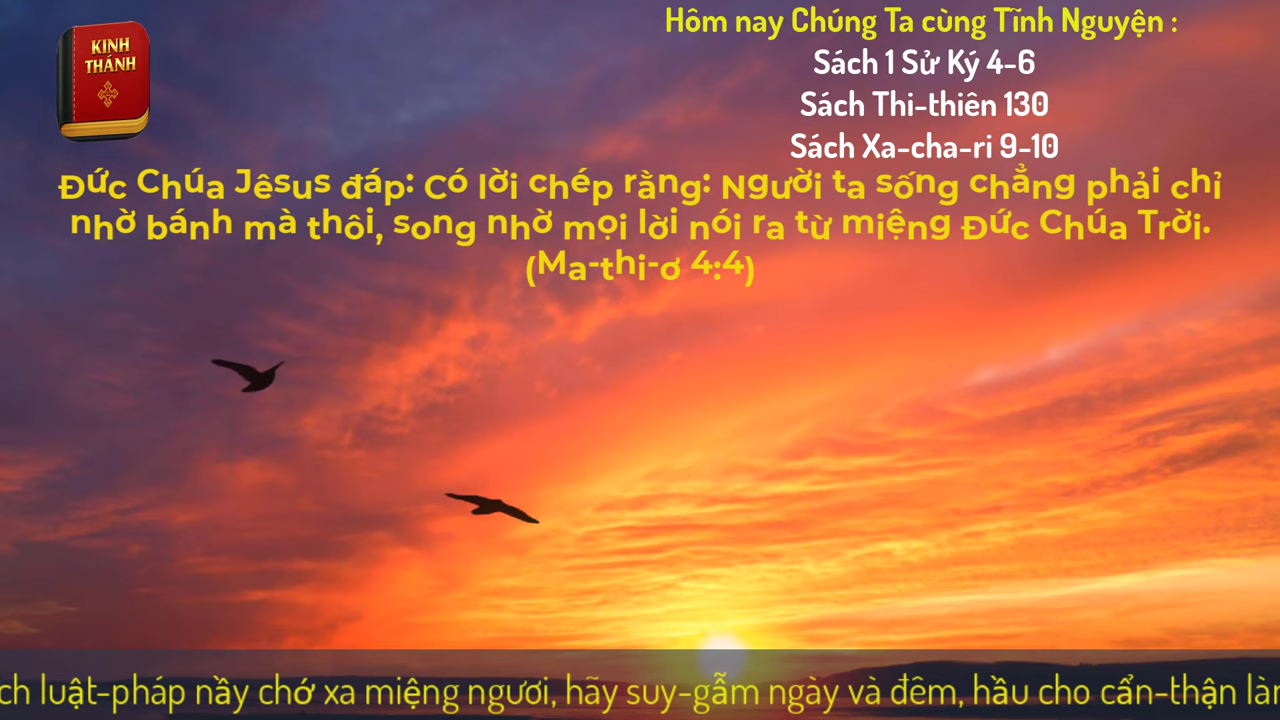 KINH
THÁNH
Hôm nay Chúng Ta cùng Tĩnh Nguyện :
Sách 1 Sử Ký 4-6
Sách Thi-thiên 130
Sách Xa-cha-ri 9-10
Đức Chúa Jêsus đáp: Có lời chép rằng: Người ta sống chẳng phải chỉ
nhờ bánh mà thôi, song nhờ mọi lời nói ra từ miệng Đức Chúa Trời.
(Ma-thi-ơ 4:4)
ch luật-pháp nầy chớ xa miệng ngươi, hãy suy-gẫm ngày và đêm, hầu cho cẩn-thận làm